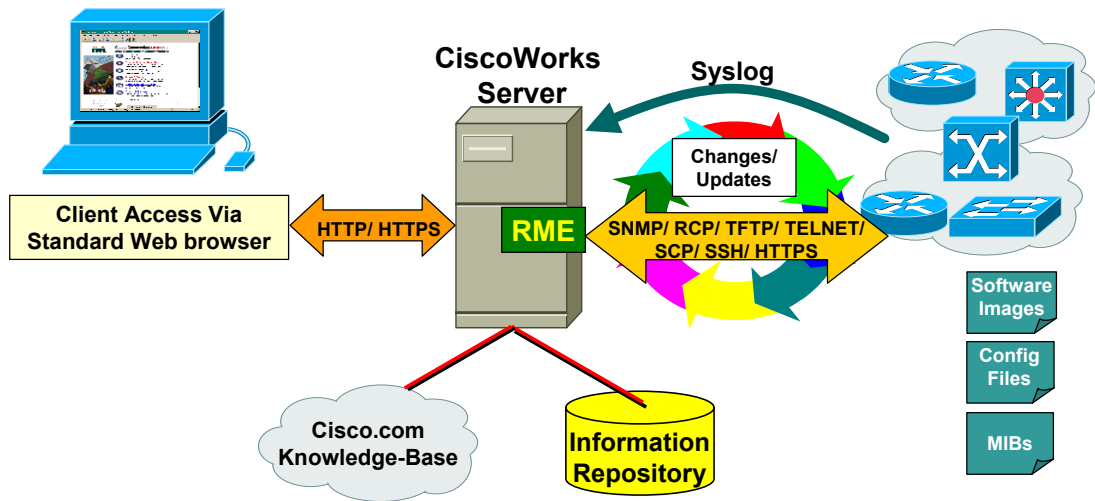 CiscoWorks
Server
Syslog
Changes/
Updates
Client Access Via
Standard Web browser
HTTP/ HTTPS
RME
SNMP/ RCP/ TFTP/ TELNET/
SCP/ SSH/ HTTPS
Software
Images
Config
Files
MIBs
Cisco.com
Knowledge-Base
Information
Repository